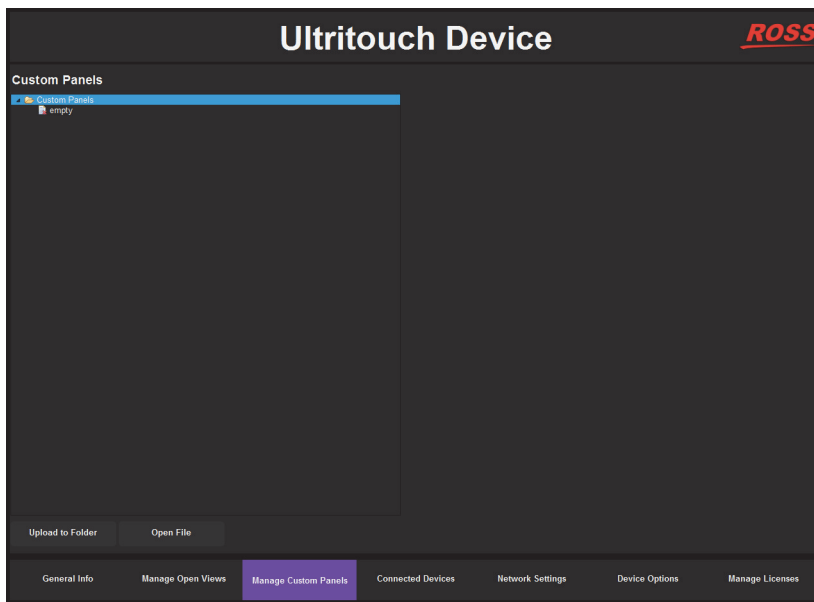 Ultritouch Device
ROSS
Custom Panels
Custom Panels
empty
Upload to Folder Open File
General Info Manage Open Views Manage Custom Panels Connected Devices Network Settings Device Options Manage Licenses